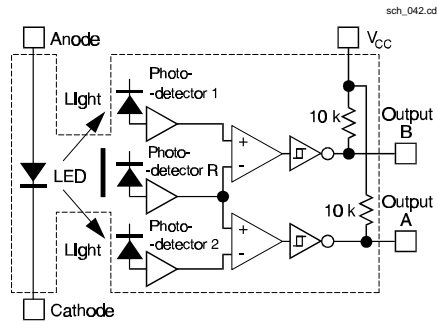 sch_042.cd
Anode
VCC
Photo-
-detector 1
Light
10 k
Output
B
LED
Photo-
-detector R
+
-
Output
A
10 k
Light
Photo-
-detector 2
+
-
Cathode